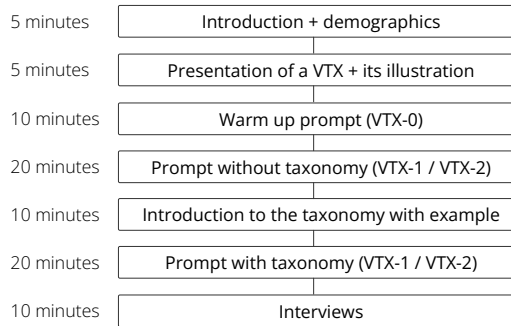 5 minutes Introduction + demographics
5 minutes Presentation of a VTX + its illustration
10 minutes Warm up prompt (VTX-0)
20 minutes Prompt without taxonomy (VTX-1 / VTX-2)
10 minutes Introduction to the taxonomy with example
20 minutes Prompt with taxonomy (VTX-1 / VTX-2)
10 minutes Interviews